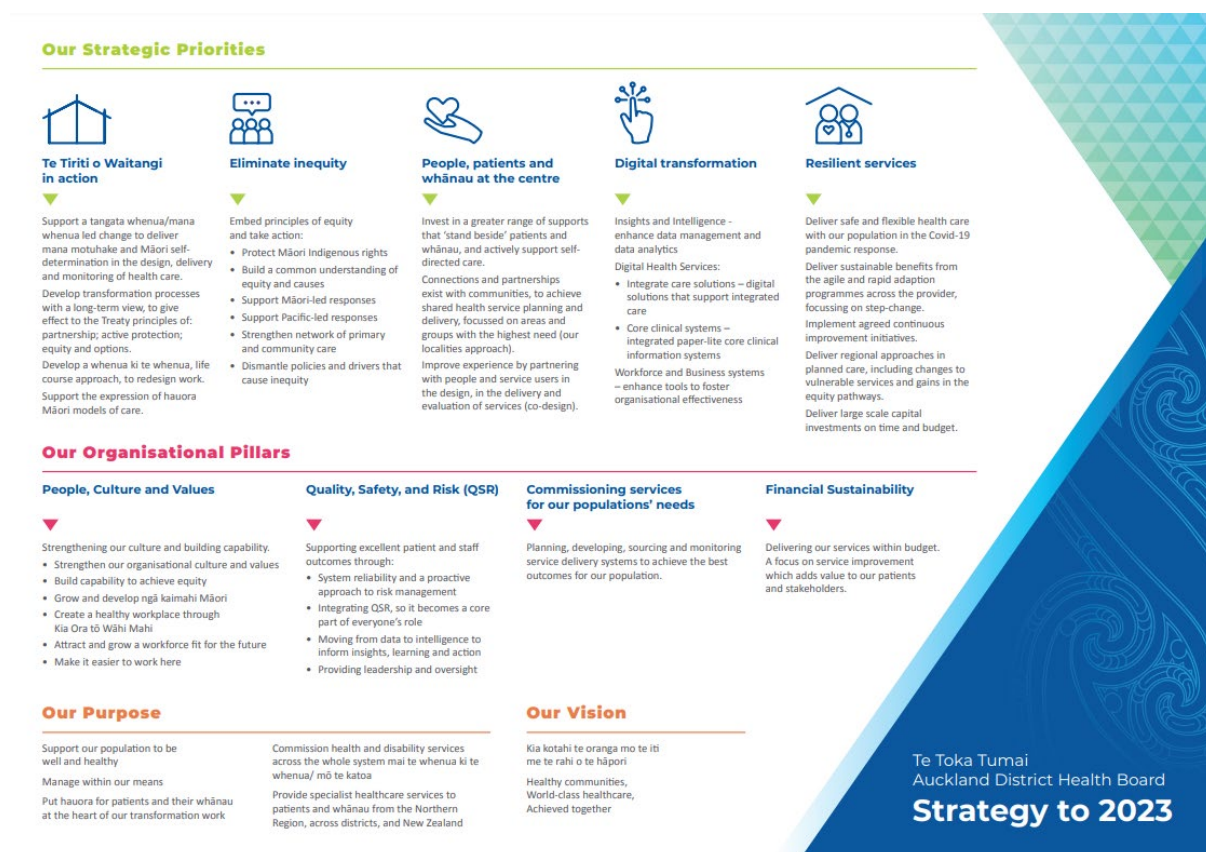 Our Strategic Priorities
Te Tiriti o Waitangi
in action
Support a tangata whenua/mana
whenua led change to deliver
mana motuhake and Māori self-
determination in the design, delivery
and monitoring of health care.
Develop transformation processes
with a long-term view, to give
effect to the Treaty principles of:
partnership; active protection;
equity and options.
Develop a whenua ki te whenua, life
course approach, to redesign work.
Support the expression of hauora
Māori models of care.
Eliminate inequity
Embed principles of equity
and take action:
• Protect Māori Indigenous rights
• Build a common understanding of
equity and causes
• Support Māori-led responses
• Support Pacific-led responses
• Strengthen network of primary
and community care
• Dismantle policies and drivers that
cause inequity
People, patients and
whānau at the centre
Invest in a greater range of supports
that ‘stand beside’ patients and
whānau, and actively support self-
directed care.
Connections and partnerships
exist with communities, to achieve
shared health service planning and
delivery, focussed on areas and
groups with the highest need (our
localities approach).
Improve experience by partnering
with people and service users in
the design, in the delivery and
evaluation of services (co-design).
Digital transformation
Insights and Intelligence -
enhance data management and
data analytics
Digital Health Services:
• Integrate care solutions – digital
solutions that support integrated
care
• Core clinical systems –
integrated paper-lite core clinical
information systems
Workforce and Business systems
– enhance tools to foster
organisational effectiveness
Resilient services
Deliver safe and flexible health care
with our population in the Covid-19
pandemic response.
Deliver sustainable benefits from
the agile and rapid adaption
programmes across the provider,
focussing on step-change.
Implement agreed continuous
improvement initiatives.
Deliver regional approaches in
planned care, including changes to
vulnerable services and gains in the
equity pathways.
Deliver large scale capital
investments on time and budget.
Our Organisational Pillars
People, Culture and Values
Strengthening our culture and building capability.
• Strengthen our organisational culture and values
• Build capability to achieve equity
• Grow and develop ngā kaimahi Māori
• Create a healthy workplace through
Kia Ora tō Wāhi Mahi
• Attract and grow a workforce fit for the future
• Make it easier to work here
Quality, Safety, and Risk (QSR)
Supporting excellent patient and staff
outcomes through:
• System reliability and a proactive
approach to risk management
• Integrating QSR, so it becomes a core
part of everyone’s role
• Moving from data to intelligence to
inform insights, learning and action
• Providing leadership and oversight
Commissioning services
for our populations’ needs
Planning, developing, sourcing and monitoring
service delivery systems to achieve the best
outcomes for our population.
Financial Sustainability
Delivering our services within budget.
A focus on service improvement
which adds value to our patients
and stakeholders.
Our Purpose
Support our population to be
well and healthy
Manage within our means
Put hauora for patients and their whānau
at the heart of our transformation work
Commission health and disability services
across the whole system mai te whenua ki te
whenua/ mō te katoa
Provide specialist healthcare services to
patients and whānau from the Northern
Region, across districts, and New Zealand
Our Vision
Kia kotahi te oranga mo te iti
me te rahi o te hāpori
Healthy communities,
World-class healthcare,
Achieved together
Te Toka Tumai
Auckland District Health Board
Strategy to 2023